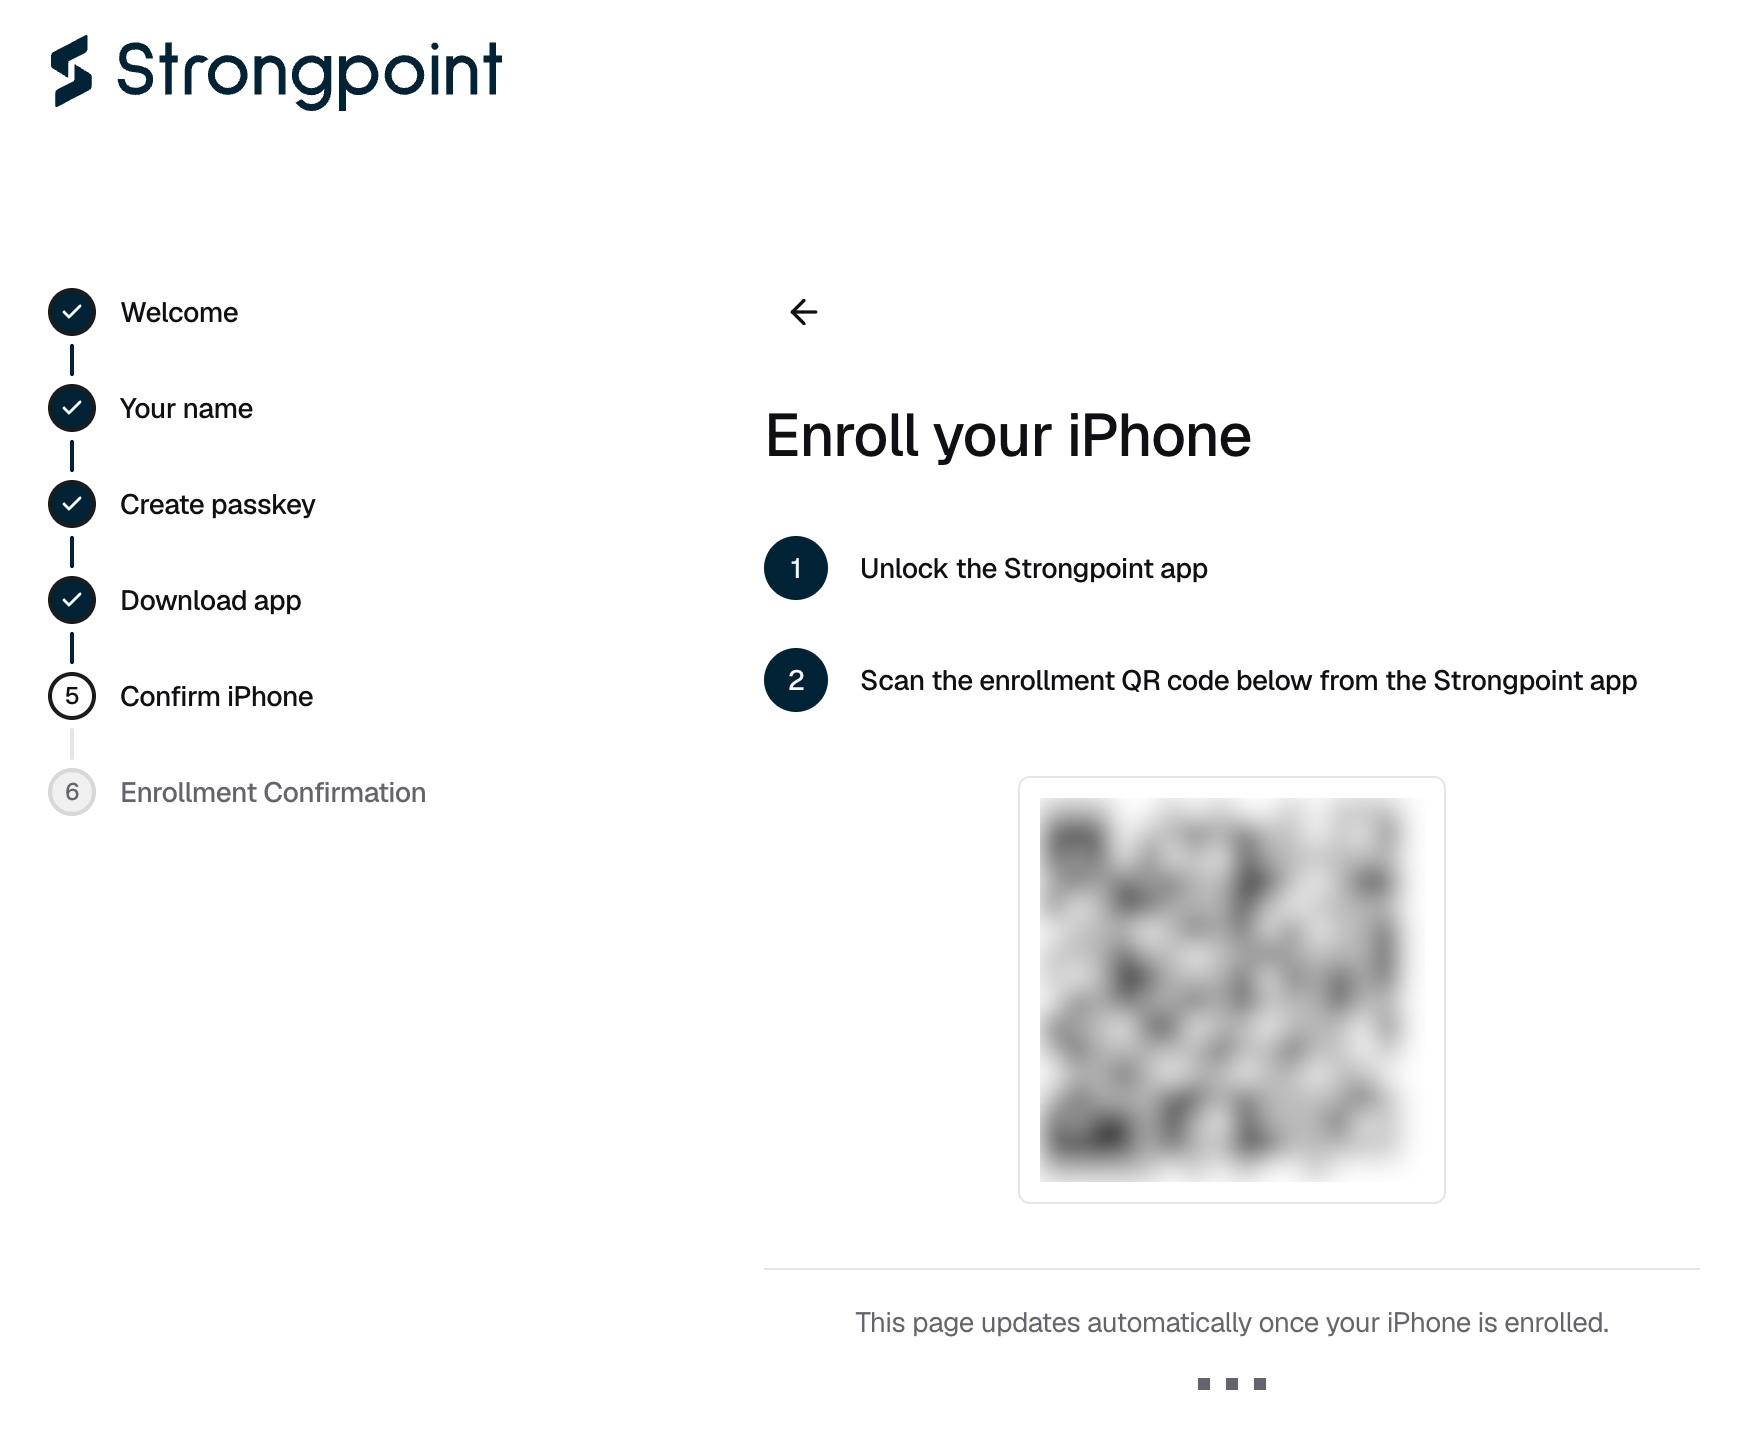 Strongpoint
Welcome
Your name
Create passkey
Download app
5 Confirm iPhone
6 Enrollment Confirmation
Enroll your iPhone
1 Unlock the Strongpoint app
2 Scan the enrollment QR code below from the Strongpoint app
This page updates automatically once your iPhone is enrolled.